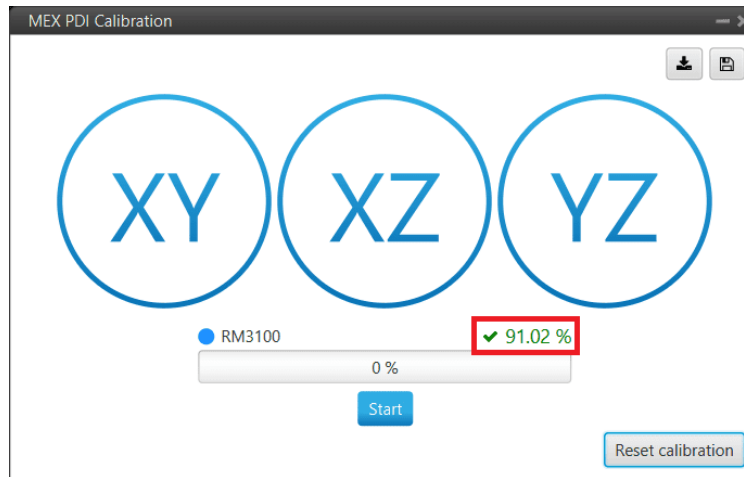 MEX PDI Calibration
XY XZ YZ
RM3100 ✔ 91.02 %
0 %
Start
Reset calibration